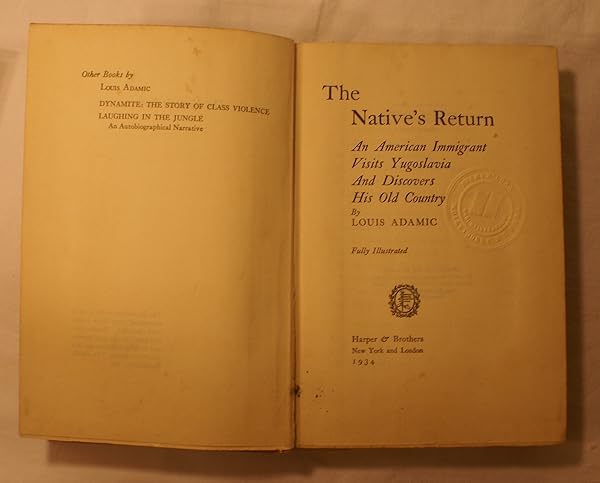 Other Books by
LOUIS ADAMIC
DYNAMITE: THE STORY OF CLASS VIOLENCE
LAUGHING IN THE JUNGLE
An Autobiographical Narrative
The
Native's Return
An American Immigrant
Visits Yugoslavia
And Discovers
His Old Country
By
LOUIS ADAMIC
Fully Illustrated
Harper & Brothers
New York and London
1934